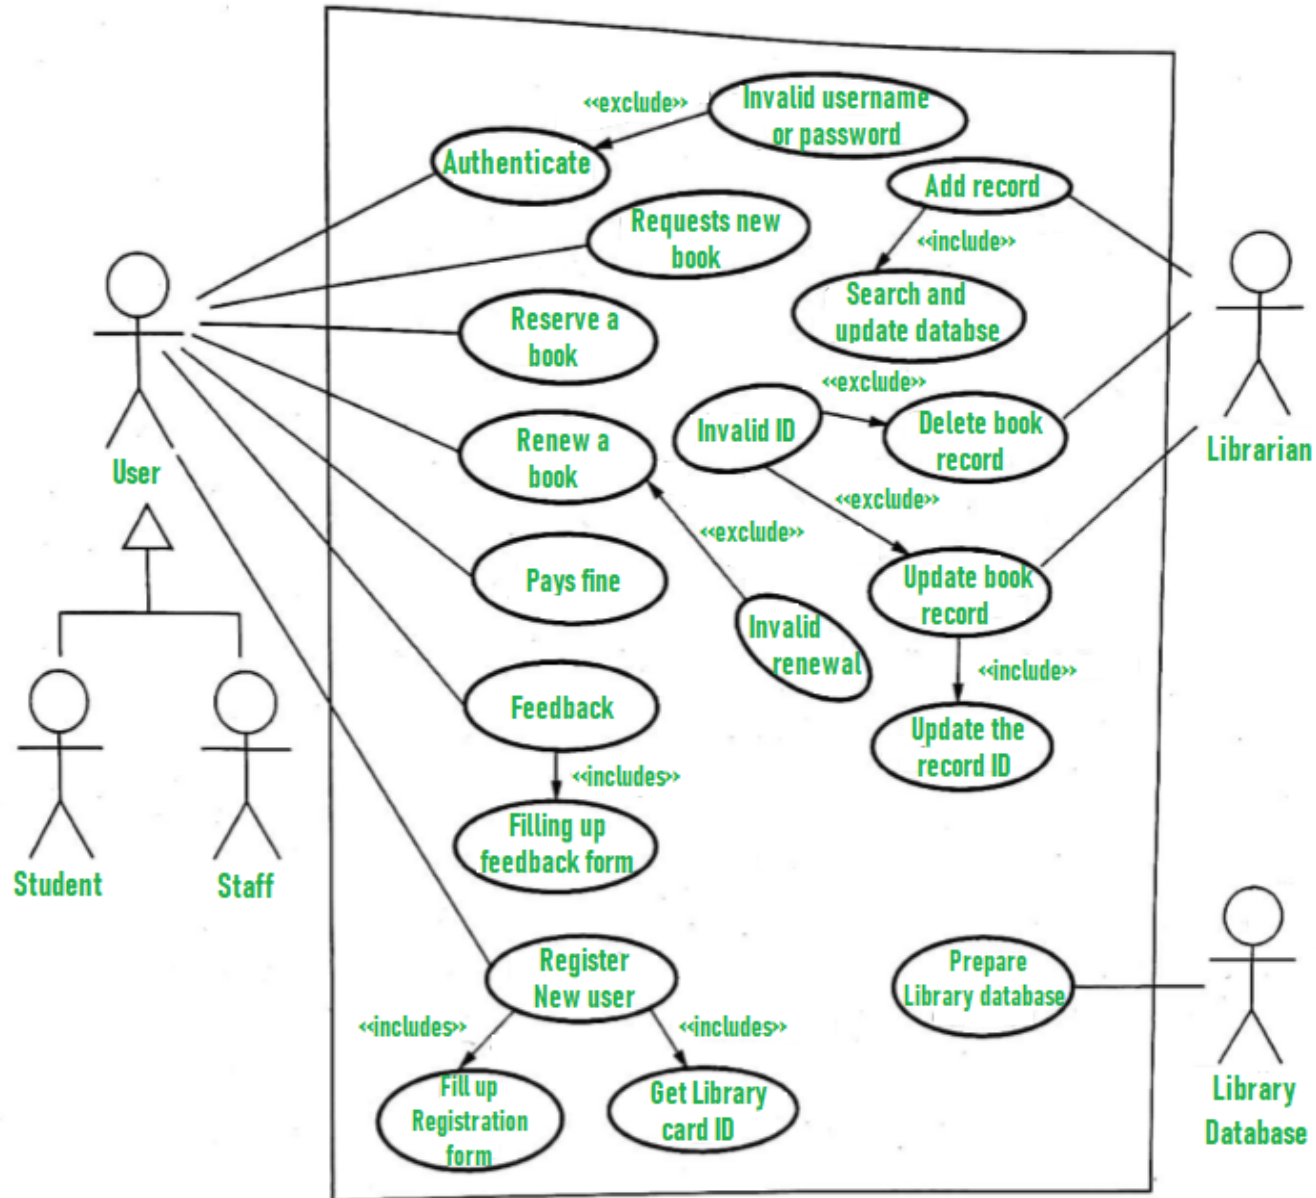 «exclude»
Invalid username
or password
Authenticate
Add record
Requests new
book
«include»
Search and
update databse
Reserve a
book
«exclude»
Invalid ID
Delete book
record
Renew a
book
Librarian
User
«exclude»
«exclude»
Pays fine
Update book
record
Invalid
renewal
«include»
Feedback
Update the
record ID
«includes»
Filling up
feedback form
Student
Staff
Register
New user
Prepare
Library database
«includes»
«includes»
Fill up
Registration
form
Get Library
card ID
Library
Database